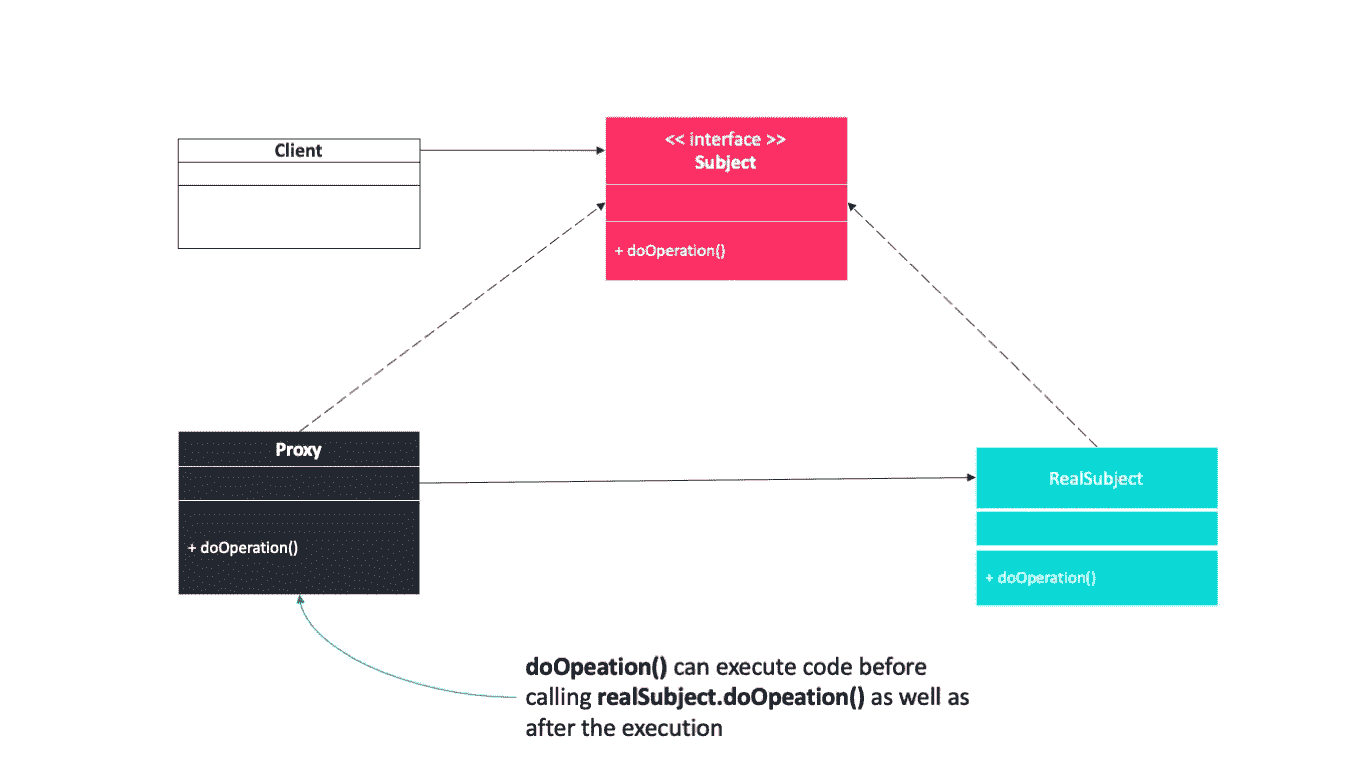 Client
<< interface >>
Subject
+ doOperation()
Proxy
+ doOperation()
RealSubject
+ doOperation()
doOpeation() can execute code before
calling realSubject.doOpeation() as well as
after the execution